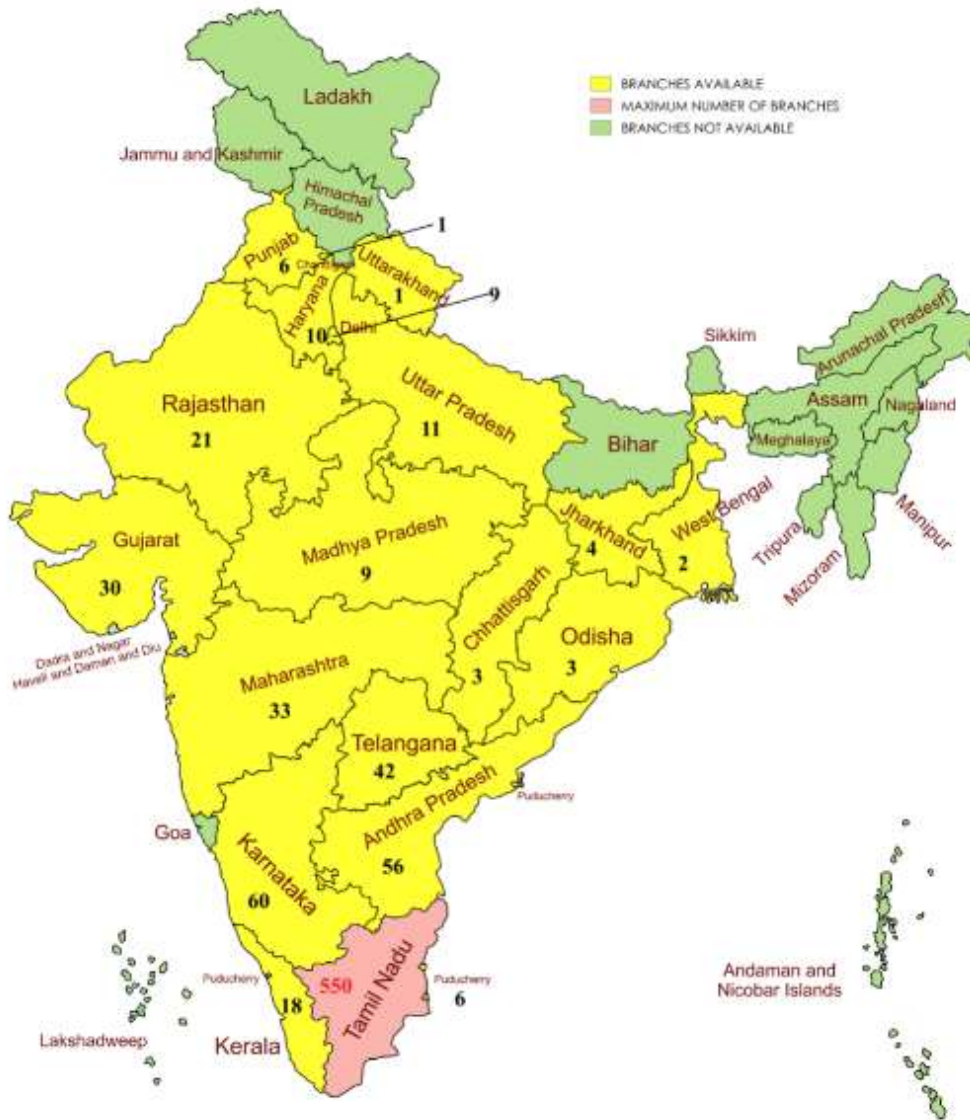 Ladakh
BRANCHES AVAILABLE
MAXIMUM NUMBER OF BRANCHES
BRANCHES NOT AVAILABLE
Jammu and Kashmir
Himachal
Pradesh
1
Punjab
6
Chandigarh
Uttarakhand
1
9
Haryana
10
Delhi
Sikkim
Arunachal Pradesh
Assam
Nagaland
Meghalaya
Rajasthan
21
Uttar Pradesh
11
Bihar
Tripura
Mizoram
Manipur
Gujarat
30
Madhya Pradesh
9
Jharkhand
4
West Bengal
2
Chhattisgarh
3
Odisha
3
Dadra and Nagar
Haveli and Daman and Diu
Maharashtra
33
Telangana
42
Andhra Pradesh
56
Puducherry
Goa
Karnataka
60
Puducherry
550
Tamil Nadu
Puducherry
6
18
Kerala
Lakshadweep
Andaman and
Nicobar Islands